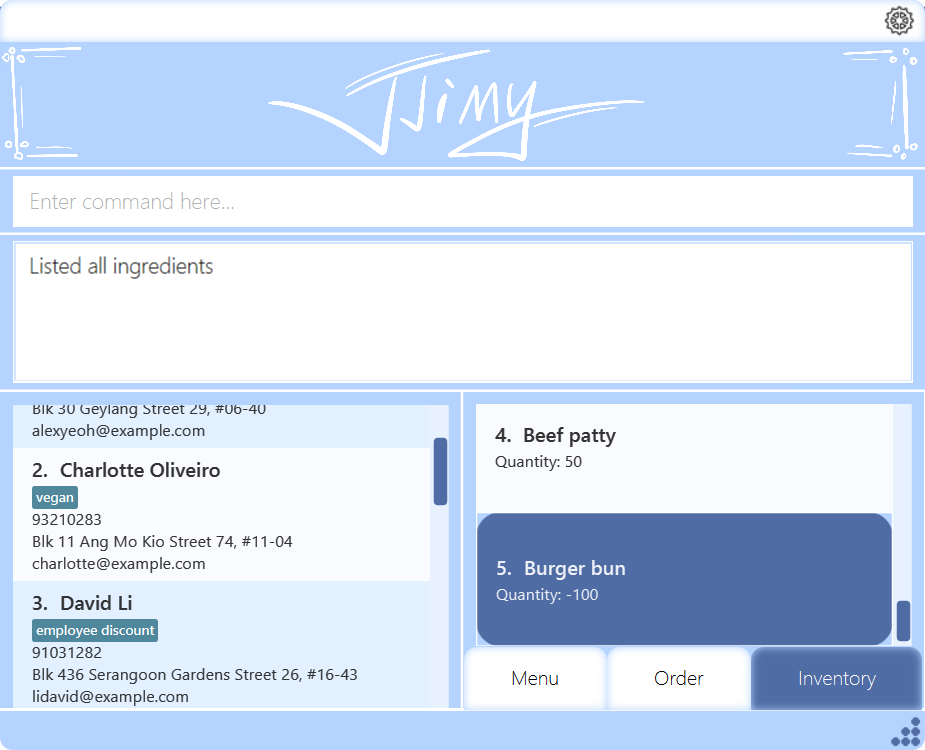 JJimy
Enter command here...
Listed all ingredients
Blk 30 Geylang Street 29, #06-40
alexyeoh@example.com
2. Charlotte Oliveiro
vegan
93210283
Blk 11 Ang Mo Kio Street 74, #11-04
charlotte@example.com
3. David Li
employee discount
91031282
Blk 436 Serangoon Gardens Street 26, #16-43
lidavid@example.com
4. Beef patty
Quantity: 50
5. Burger bun
Quantity: -100
Menu
Order
Inventory